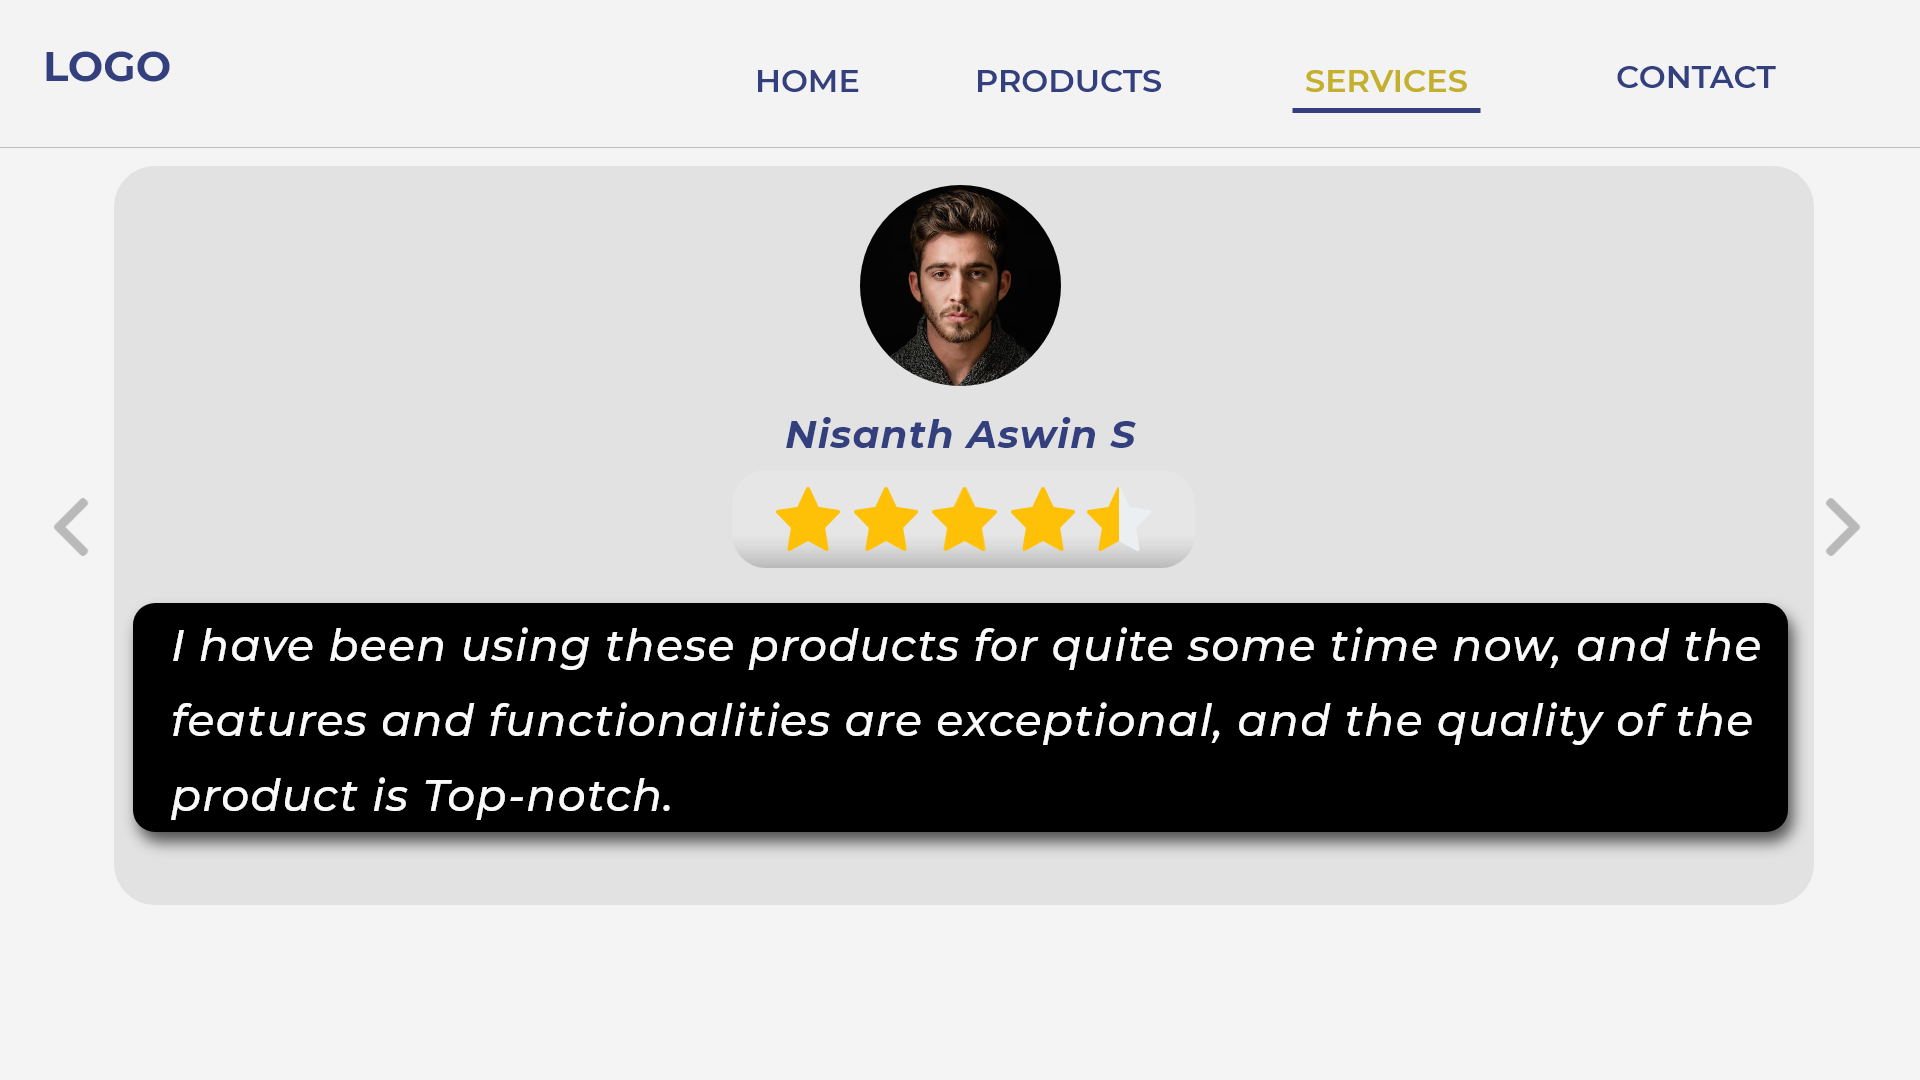 LOGO
HOME PRODUCTS SERVICES CONTACT
Nisanth Aswin S
I have been using these products for quite some time now, and the
features and functionalities are exceptional, and the quality of the
product is Top-notch.